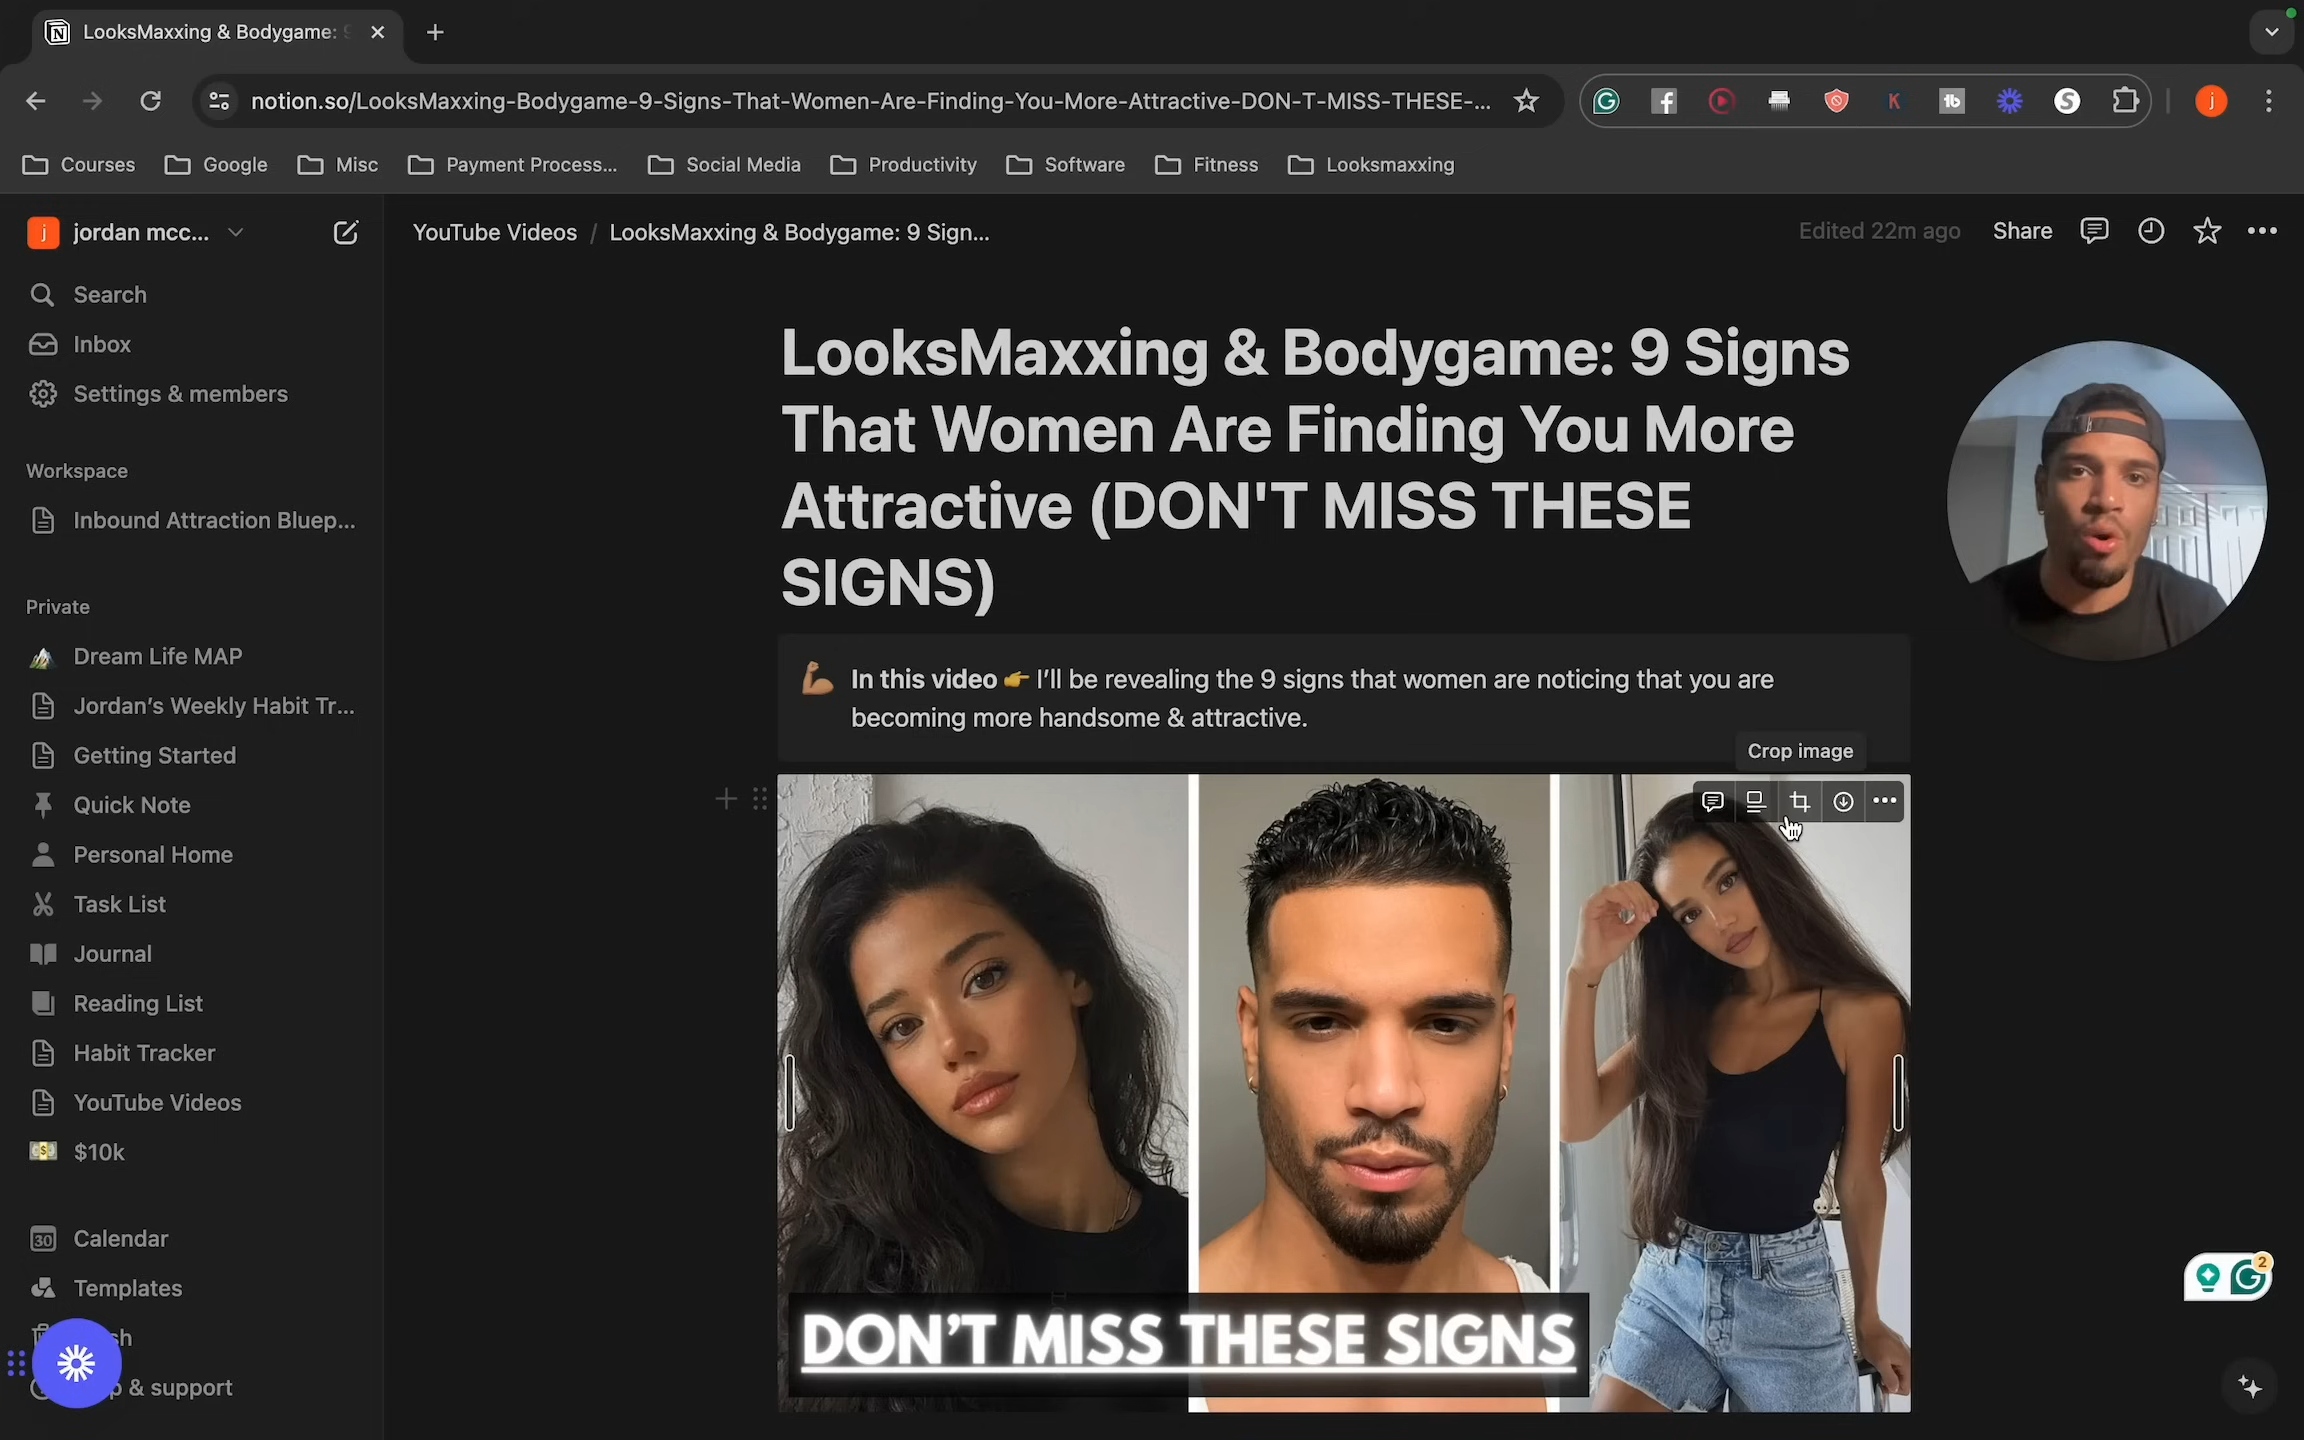 LooksMaxxing & Bodygame: 9
notion.so/LooksMaxxing-Bodygame-9-Signs-That-Women-Are-Finding-You-More-Attractive-DON-T-MISS-THESE-...
Courses
Google
Misc
Payment Process...
Social Media
Productivity
Software
Fitness
Looksmaxxing
jordan mcc...
Search
Inbox
Settings & members
Workspace
Inbound Attraction Bluep...
Private
Dream Life MAP
Jordan's Weekly Habit Tr...
Getting Started
Quick Note
Personal Home
Task List
Journal
Reading List
Habit Tracker
YouTube Videos
$10k
30
Calendar
Templates
& support
YouTube Videos / LooksMaxxing & Bodygame: 9 Sign...
Edited 22m ago
Share
LooksMaxxing & Bodygame: 9 Signs
That Women Are Finding You More
Attractive (DON'T MISS THESE
SIGNS)
In this video 👉 I'll be revealing the 9 signs that women are noticing that you are
becoming more handsome & attractive.
Crop image
DON'T MISS THESE SIGNS
2